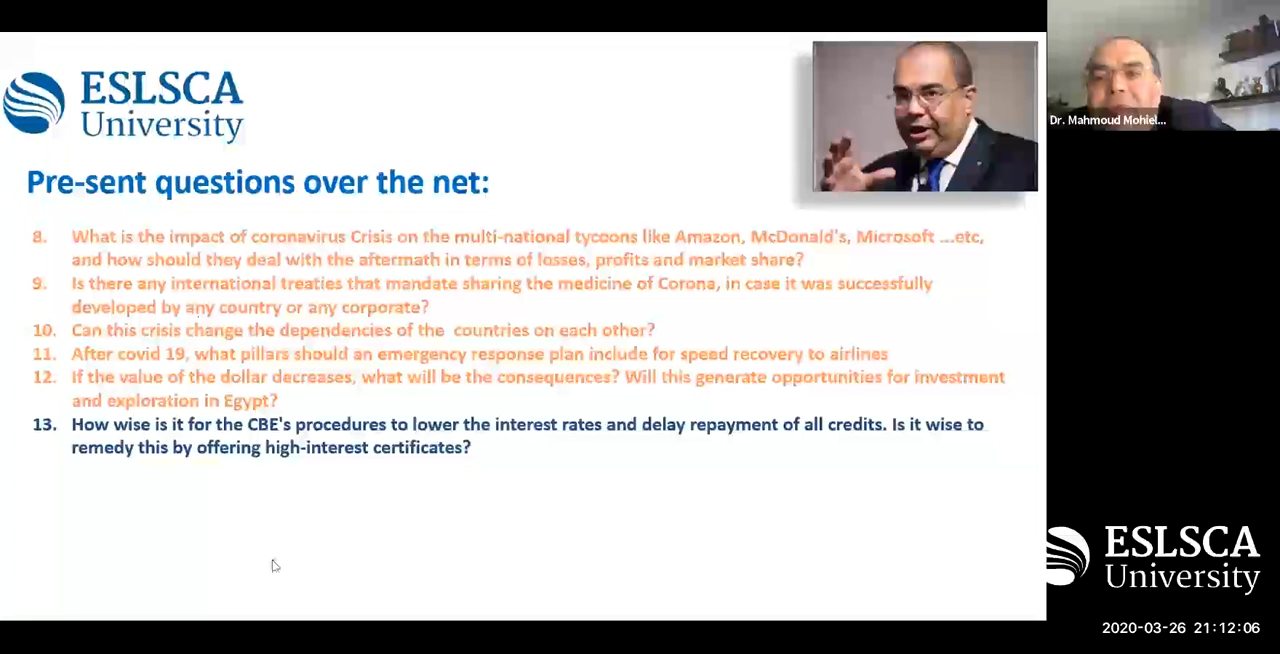 ESLSCA
University
Dr. Mahmoud Mohiel...
Pre-sent questions over the net:
8. What is the impact of coronavirus Crisis on the multi-national tycoons like Amazon, McDonald's, Microsoft ...etc,
and how should they deal with the aftermath in terms of losses, profits and market share?
9. Is there any international treaties that mandate sharing the medicine of Corona, in case it was successfully
developed by any country or any corporate?
10. Can this crisis change the dependencies of the countries on each other?
11. After covid 19, what pillars should an emergency response plan include for speed recovery to airlines
12. If the value of the dollar decreases, what will be the consequences? Will this generate opportunities for investment
and exploration in Egypt?
13. How wise is it for the CBE's procedures to lower the interest rates and delay repayment of all credits. Is it wise to
remedy this by offering high-interest certificates?
ESLSCA
University
2020-03-26 21:12:06